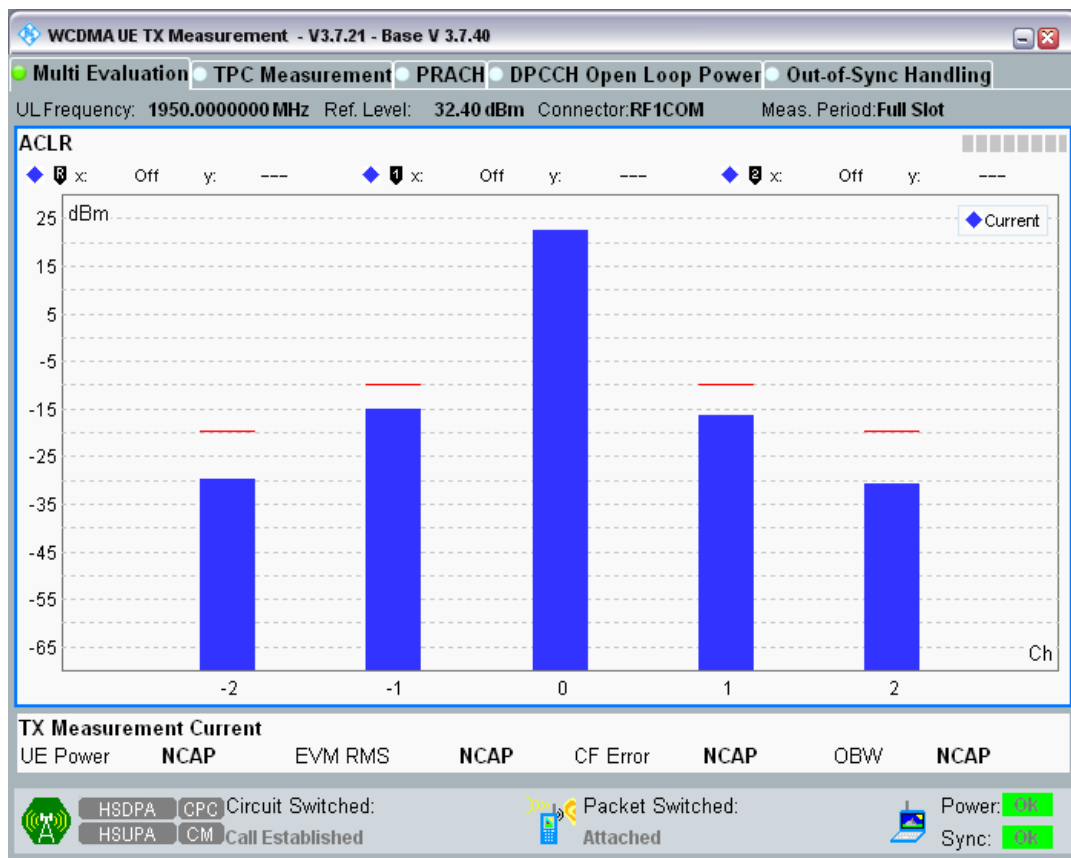 WCDMA UE TX Measurement - V3.7.21 - Base V 3.7.40
Multi Evaluation TPC Measurement PRACH DPCCH Open Loop Power Out-of-Sync Handling
UL Frequency: 1950.0000000 MHz Ref. Level: 32.40 dBm Connector:RF1COM Meas. Period:Full Slot
ACLR
R x: Off y: --- 1 x: Off y: --- 2 x: Off y: ---
dBm
Current
25
15
5
-5
-15
-25
-35
-45
-55
-65
Ch
-2 -1 0 1 2
TX Measurement Current
UE Power NCAP EVM RMS NCAP CF Error NCAP OBW NCAP
HSDPA CPC Circuit Switched: Packet Switched: Power: Ok
HSUPA CM Call Established Attached Sync: Ok